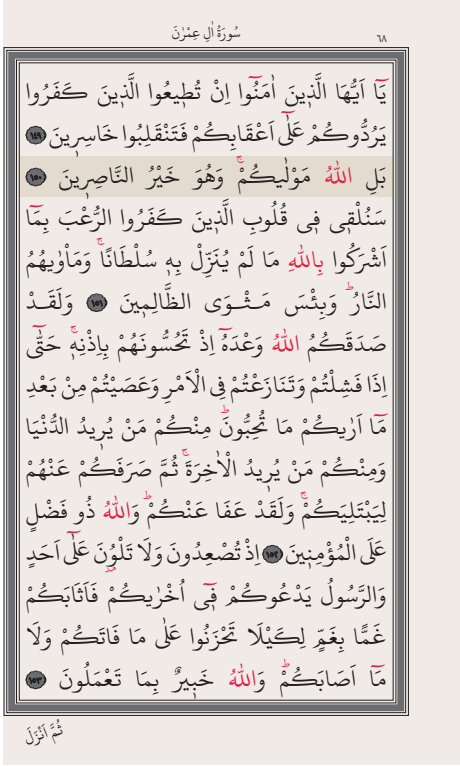 ٦٨ سُورَةُ اٰلِ عِمْرٰنَ
يَٓا اَيُّهَا الَّذ۪ينَ اٰمَنُٓوا اِنْ تُط۪يعُوا الَّذ۪ينَ كَفَرُوا
يَرُدُّوكُمْ عَلٰٓى اَعْقَابِكُمْ فَتَنْقَلِبُوا خَاسِر۪ينَ ﴿١٤٩﴾
بَلِ اللّٰهُ مَوْلٰيكُمْۚ وَهُوَ خَيْرُ النَّاصِر۪ينَ ﴿١٥٠﴾
سَنُلْق۪ي ف۪ي قُلُوبِ الَّذ۪ينَ كَفَرُوا الرُّعْبَ بِمَٓا
اَشْرَكُوا بِاللّٰهِ مَا لَمْ يُنَزِّلْ بِه۪ سُلْطَانًاۚ وَمَأْوٰيهُمُ
النَّارُۜ وَبِئْسَ مَثْوَى الظَّالِم۪ينَ ﴿١٥١﴾ وَلَقَدْ
صَدَقَكُمُ اللّٰهُ وَعْدَهُٓ اِذْ تَحُسُّونَهُمْ بِاِذْنِه۪ۚ حَتّٰٓى
اِذَا فَشِلْتُمْ وَتَنَازَعْتُمْ فِي الْاَمْرِ وَعَصَيْتُمْ مِنْ بَعْدِ
مَٓا اَرٰيكُمْ مَا تُحِبُّونَۜ مِنْكُمْ مَنْ يُر۪يدُ الدُّنْيَا
وَمِنْكُمْ مَنْ يُر۪يدُ الْاٰخِرَةَۚ ثُمَّ صَرَفَكُمْ عَنْهُمْ
لِيَبْتَلِيَكُمْۚ وَلَقَدْ عَفَا عَنْكُمْۜ وَاللّٰهُ ذُو فَضْلٍ
عَلَى الْمُؤْمِن۪ينَ ﴿١٥٢﴾ اِذْ تُصْعِدُونَ وَلَا تَلْوُ۫نَ عَلٰٓى اَحَدٍ
وَالرَّسُولُ يَدْعُوكُمْ ف۪ٓي اُخْرٰيكُمْ فَاَثَابَكُمْ
غَمًّا بِغَمٍّ لِكَيْلَا تَحْزَنُوا عَلٰى مَا فَاتَكُمْ وَلَا
مَٓا اَصَابَكُمْۜ وَاللّٰهُ خَب۪يرٌ بِمَا تَعْمَلُونَ ﴿١٥٣﴾
ثُمَّ اَنْزَلَ